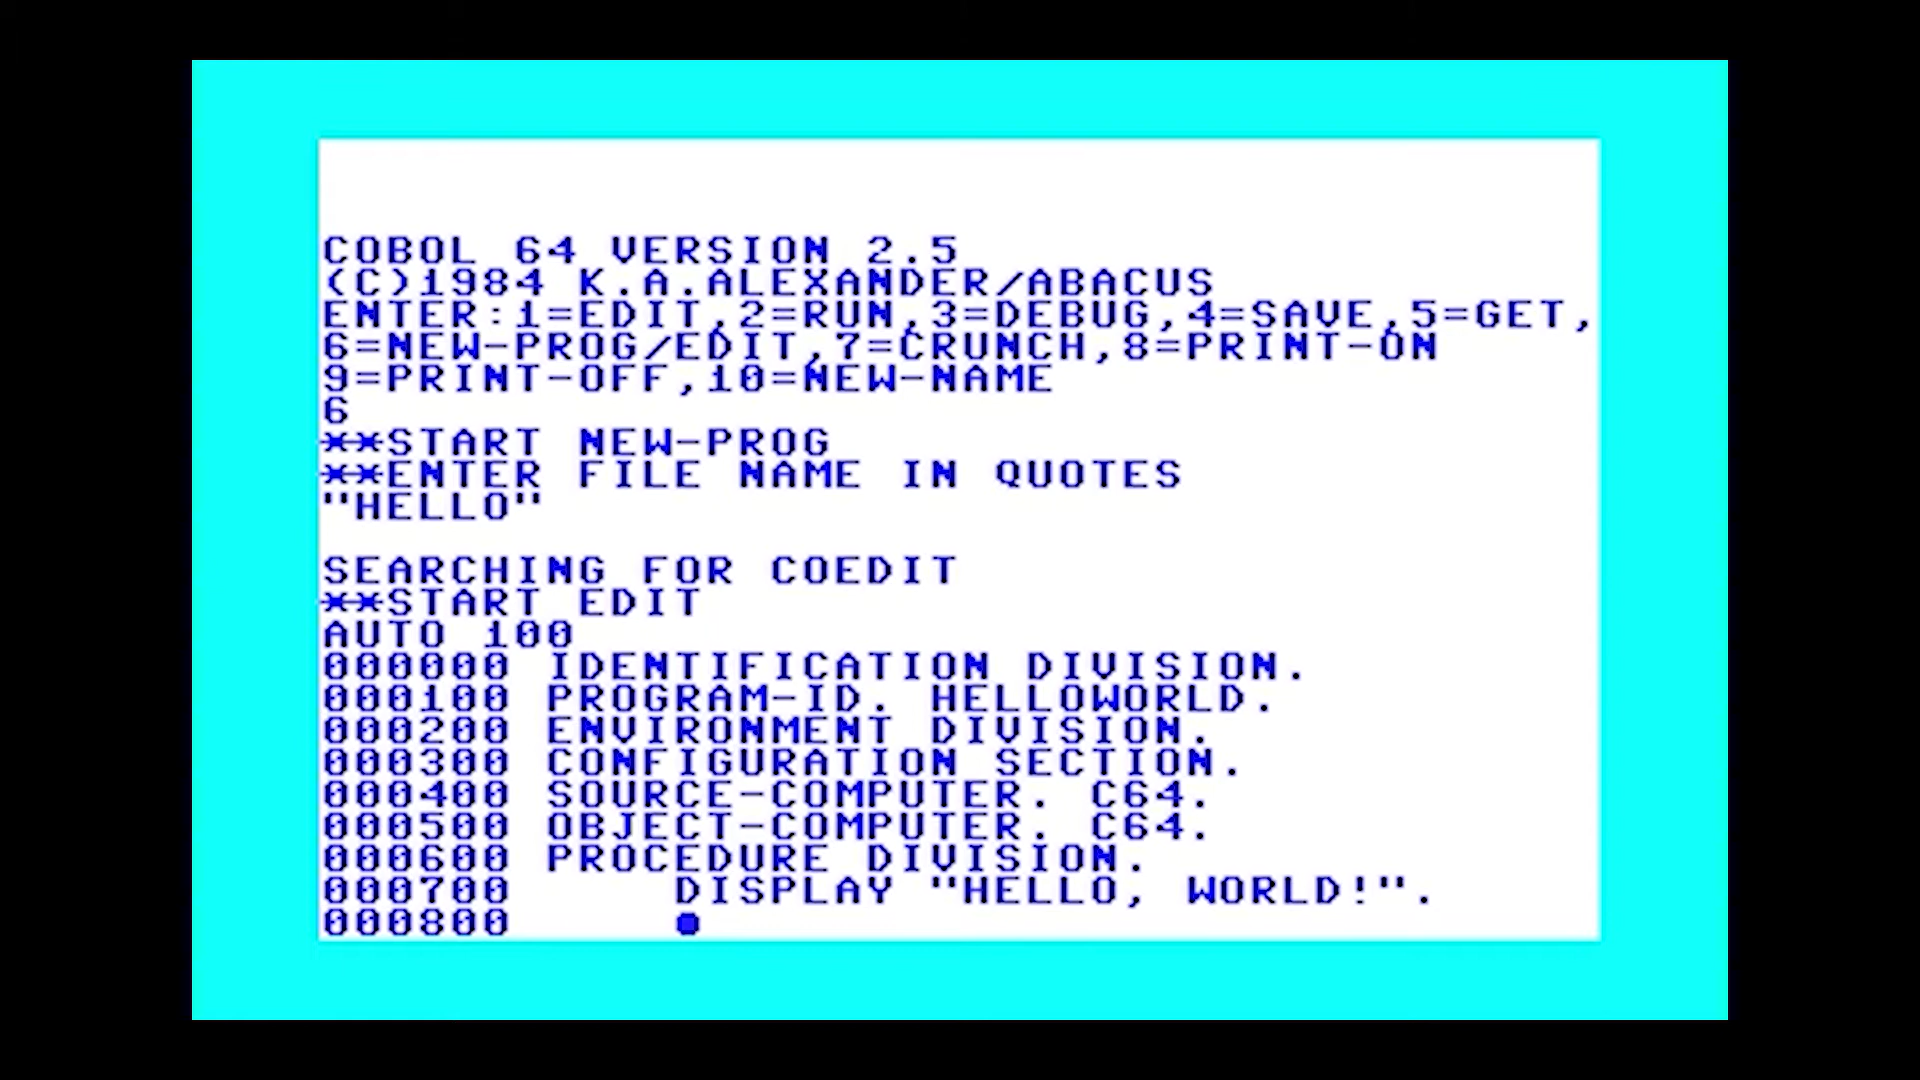 COBOL 64 VERSION 2.5
(C)1984 K.A.ALEXANDER/ABACUS
ENTER:1=EDIT,2=RUN,3=DEBUG,4=SAVE,5=GET,
6=NEW-PROG/EDIT,7=CRUNCH,8=PRINT-ON
9=PRINT-OFF,10=NEW-NAME
6
**START NEW-PROG
**ENTER FILE NAME IN QUOTES
"HELLO"
SEARCHING FOR COEDIT
**START EDIT
AUTO 100
000000 IDENTIFICATION DIVISION.
000100 PROGRAM-ID. HELLOWORLD.
000200 ENVIRONMENT DIVISION.
000300 CONFIGURATION SECTION.
000400 SOURCE-COMPUTER. C64.
000500 OBJECT-COMPUTER. C64.
000600 PROCEDURE DIVISION.
000700     DISPLAY "HELLO, WORLD!".
000800